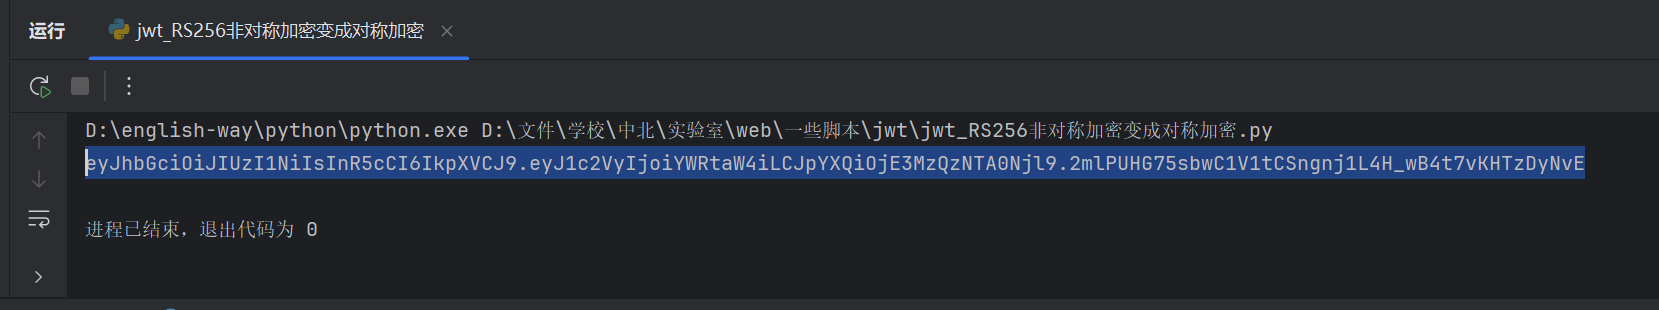 运行 jwt_RS256非对称加密变成对称加密
D:\english-way\python\python.exe D:\文件\学校\中北\实验室\web\一些脚本\jwt\jwt_RS256非对称加密变成对称加密.py
eyJhbGciOiJIUzI1NiIsInR5cCI6IkpXVCJ9.eyJ1c2VyIjoiYWRtaW4iLCJpYXQiOjE3MzQzNTA0Njl9.2mlPUHG75sbwC1V1tCSngnj1L4H_wB4t7vKHTzDyNvE
进程已结束，退出代码为 0